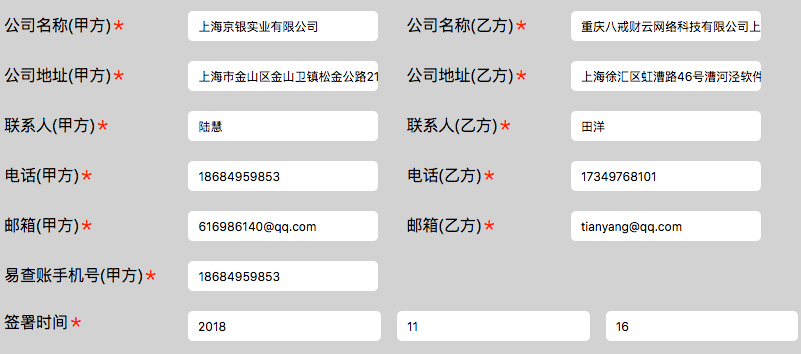 公司名称(甲方)* 上海京银实业有限公司 公司名称(乙方)* 重庆八戒财云网络科技有限公司上
公司地址(甲方)* 上海市金山区金山卫镇松金公路21 公司地址(乙方)* 上海徐汇区虹漕路46号漕河泾软件
联系人(甲方)* 陆慧 联系人(乙方)* 田洋
电话(甲方)* 18684959853 电话(乙方)* 17349768101
邮箱(甲方)* 616986140@qq.com 邮箱(乙方)* tianyang@qq.com
易查账手机号(甲方)* 18684959853
签署时间* 2018 11 16